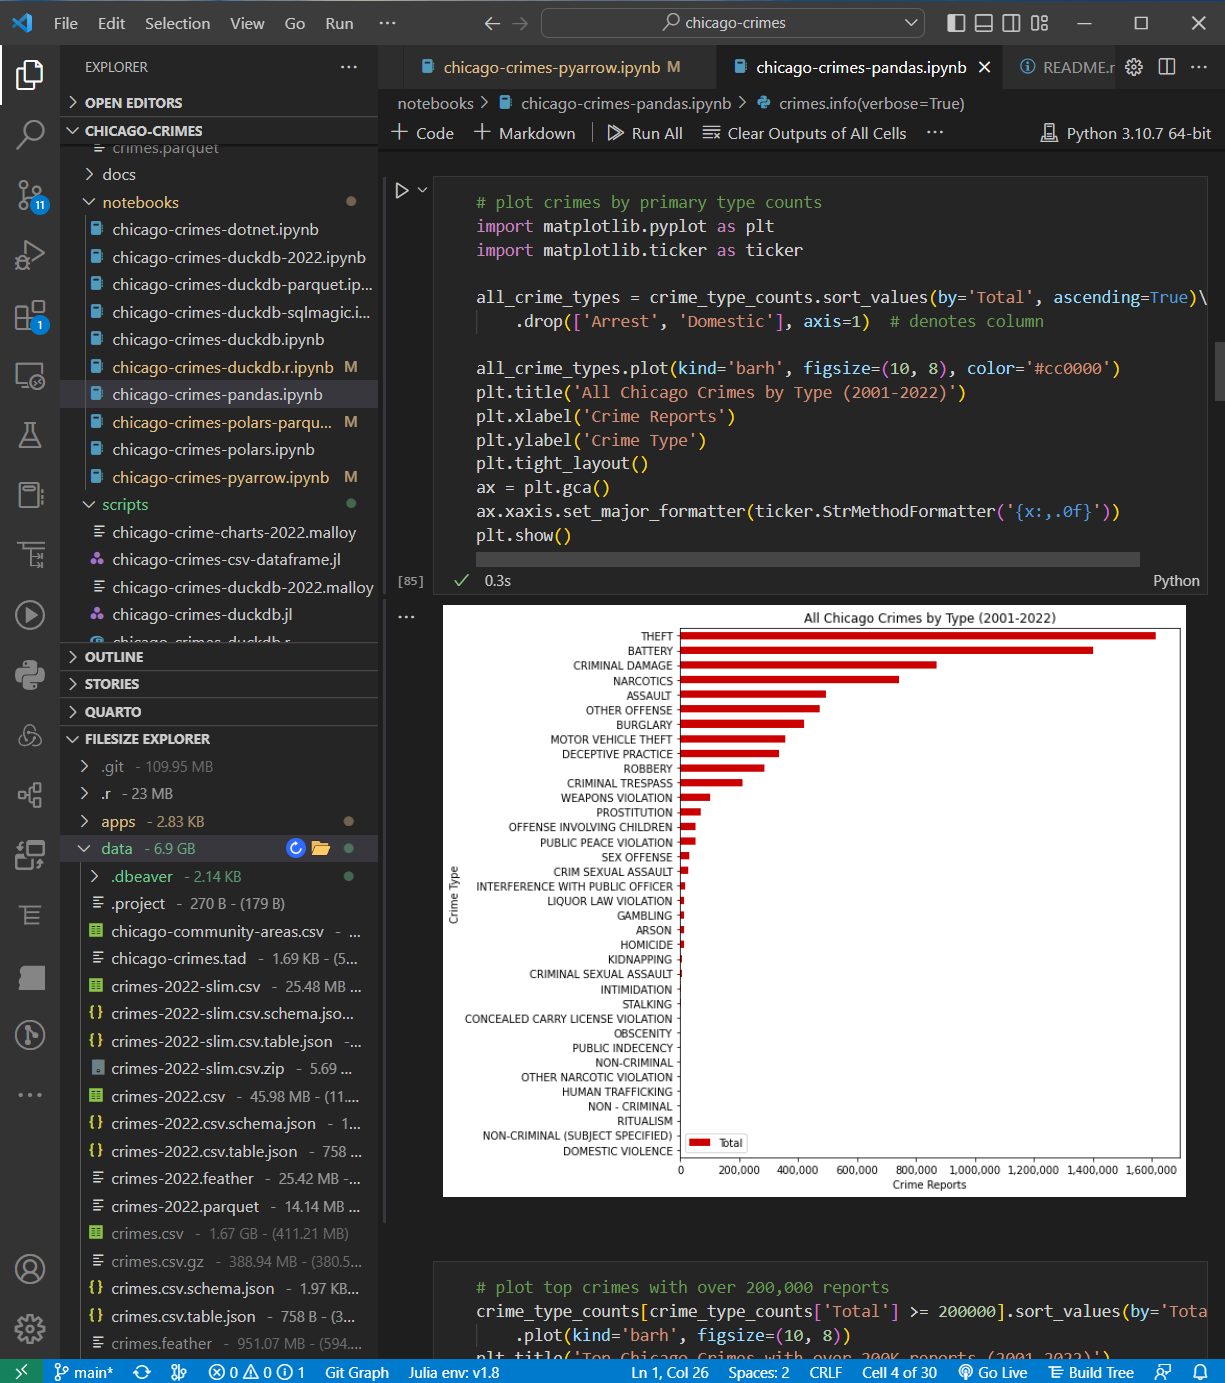 File Edit Selection View Go Run ··· chicago-crimes
EXPLORER ···
OPEN EDITORS
CHICAGO-CRIMES
crimes.parquet
docs
notebooks
chicago-crimes-dotnet.ipynb
chicago-crimes-duckdb-2022.ipynb
chicago-crimes-duckdb-parquet.ip...
chicago-crimes-duckdb-sqlmagic.i...
chicago-crimes-duckdb.ipynb
chicago-crimes-duckdb.r.ipynb M
chicago-crimes-pandas.ipynb
chicago-crimes-polars-parqu... M
chicago-crimes-polars.ipynb
chicago-crimes-pyarrow.ipynb M
scripts
chicago-crime-charts-2022.malloy
chicago-crimes-csv-dataframe.jl
chicago-crimes-duckdb-2022.malloy
chicago-crimes-duckdb.jl
chicago-crimes-duckdb.r
OUTLINE
STORIES
QUARTO
FILESIZE EXPLORER
.git - 109.95 MB
.r - 23 MB
apps - 2.83 KB
data - 6.9 GB
.dbeaver - 2.14 KB
.project - 270 B - (179 B)
chicago-community-areas.csv - ...
chicago-crimes.tad - 1.69 KB - (5...
crimes-2022-slim.csv - 25.48 MB ...
crimes-2022-slim.csv.schema.jso...
crimes-2022-slim.csv.table.json -...
crimes-2022-slim.csv.zip - 5.69 ...
crimes-2022.csv - 45.98 MB - (11....
crimes-2022.csv.schema.json - 1...
crimes-2022.csv.table.json - 758 ...
crimes-2022.feather - 25.42 MB -...
crimes-2022.parquet - 14.14 MB ...
crimes.csv - 1.67 GB - (411.21 MB)
crimes.csv.gz - 388.94 MB - (380.5...
crimes.csv.schema.json - 1.97 KB...
crimes.csv.table.json - 758 B - (3...
crimes.feather - 951.07 MB - (594....
11
1
chicago-crimes-pyarrow.ipynb M chicago-crimes-pandas.ipynb README.r
notebooks > chicago-crimes-pandas.ipynb > crimes.info(verbose=True)
Code Markdown Run All Clear Outputs of All Cells ··· Python 3.10.7 64-bit
# plot crimes by primary type counts
import matplotlib.pyplot as plt
import matplotlib.ticker as ticker
all_crime_types = crime_type_counts.sort_values(by='Total', ascending=True)\
.drop(['Arrest', 'Domestic'], axis=1)  # denotes column
all_crime_types.plot(kind='barh', figsize=(10, 8), color='#cc0000')
plt.title('All Chicago Crimes by Type (2001-2022)')
plt.xlabel('Crime Reports')
plt.ylabel('Crime Type')
plt.tight_layout()
ax = plt.gca()
ax.xaxis.set_major_formatter(ticker.StrMethodFormatter('{x:,.0f}'))
plt.show()
[85] 0.3s Python
All Chicago Crimes by Type (2001-2022)
Crime Type
THEFT
BATTERY
CRIMINAL DAMAGE
NARCOTICS
ASSAULT
OTHER OFFENSE
BURGLARY
MOTOR VEHICLE THEFT
DECEPTIVE PRACTICE
ROBBERY
CRIMINAL TRESPASS
WEAPONS VIOLATION
PROSTITUTION
OFFENSE INVOLVING CHILDREN
PUBLIC PEACE VIOLATION
SEX OFFENSE
CRIM SEXUAL ASSAULT
INTERFERENCE WITH PUBLIC OFFICER
LIQUOR LAW VIOLATION
GAMBLING
ARSON
HOMICIDE
KIDNAPPING
CRIMINAL SEXUAL ASSAULT
INTIMIDATION
STALKING
CONCEALED CARRY LICENSE VIOLATION
OBSCENITY
PUBLIC INDECENCY
NON-CRIMINAL
OTHER NARCOTIC VIOLATION
HUMAN TRAFFICKING
NON - CRIMINAL
RITUALISM
NON-CRIMINAL (SUBJECT SPECIFIED)
DOMESTIC VIOLENCE
Total
0 200,000 400,000 600,000 800,000 1,000,000 1,200,000 1,400,000 1,600,000
Crime Reports
# plot top crimes with over 200,000 reports
crime_type_counts[crime_type_counts['Total'] >= 200000].sort_values(by='Tota
.plot(kind='barh', figsize=(10, 8))
plt.title('Top Chicago Crimes with over 200K reports (2001-2022)')
main* 0 0 1 Git Graph Julia env: v1.8 Ln 1, Col 26 Spaces: 2 CRLF Cell 4 of 30 Go Live Build Tree